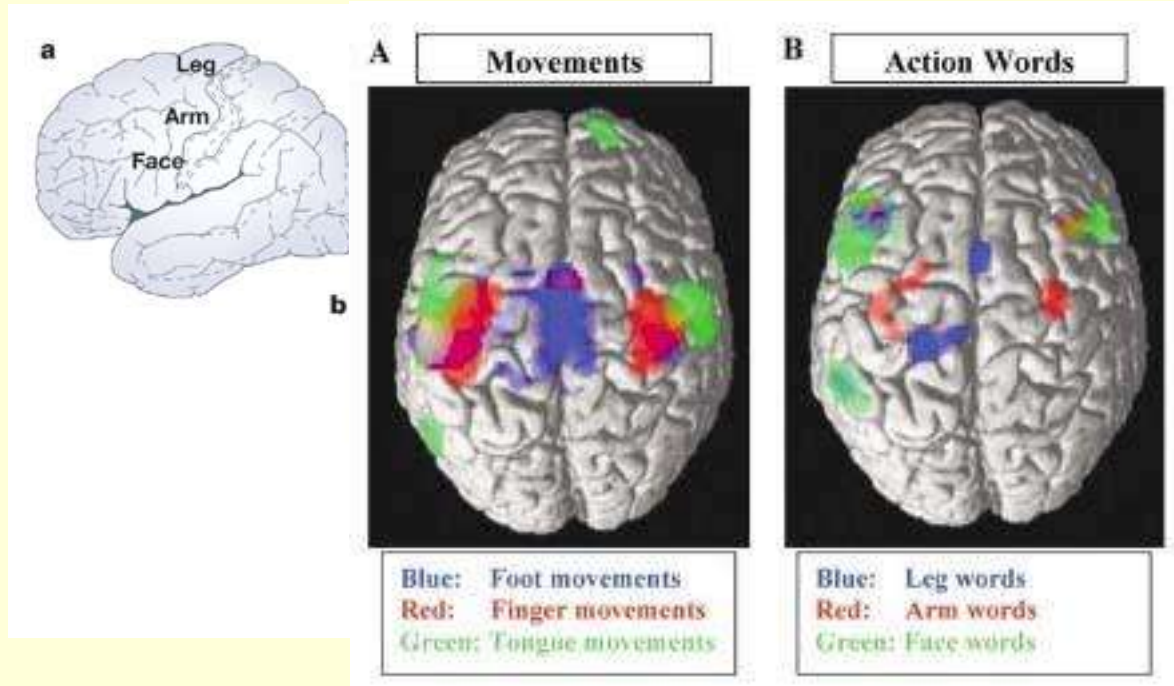 a
Leg
Arm
Face
b
A
Movements
Blue: Foot movements
Red: Finger movements
Green: Tongue movements
B
Action Words
Blue: Leg words
Red: Arm words
Green: Face words